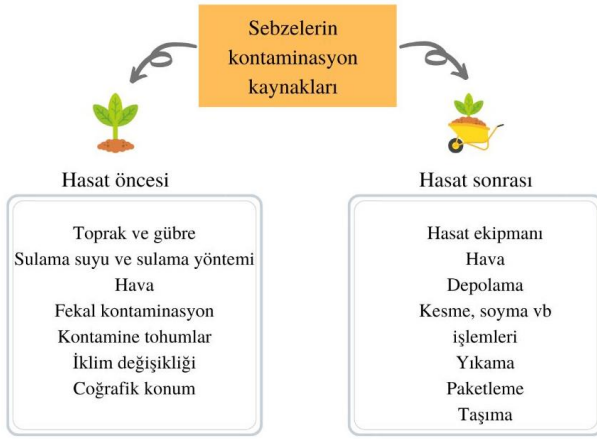 Sebzelerin
kontaminasyon
kaynakları
Hasat öncesi
Toprak ve gübre
Sulama suyu ve sulama yöntemi
Hava
Fekal kontaminasyon
Kontamine tohumlar
İklim değişikliği
Coğrafik konum
Hasat sonrası
Hasat ekipmanı
Hava
Depolama
Kesme, soyma vb
işlemleri
Yıkama
Paketleme
Taşıma